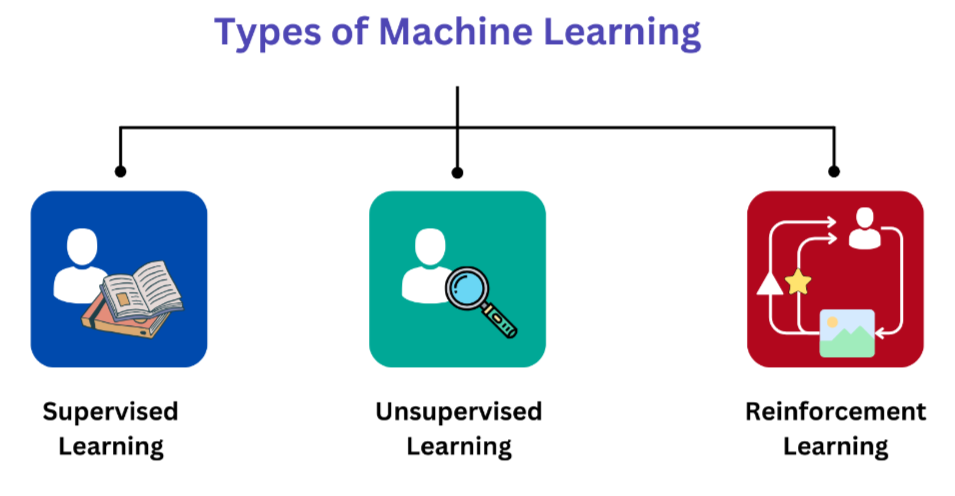 Types of Machine Learning
Supervised
Learning
Unsupervised
Learning
Reinforcement
Learning